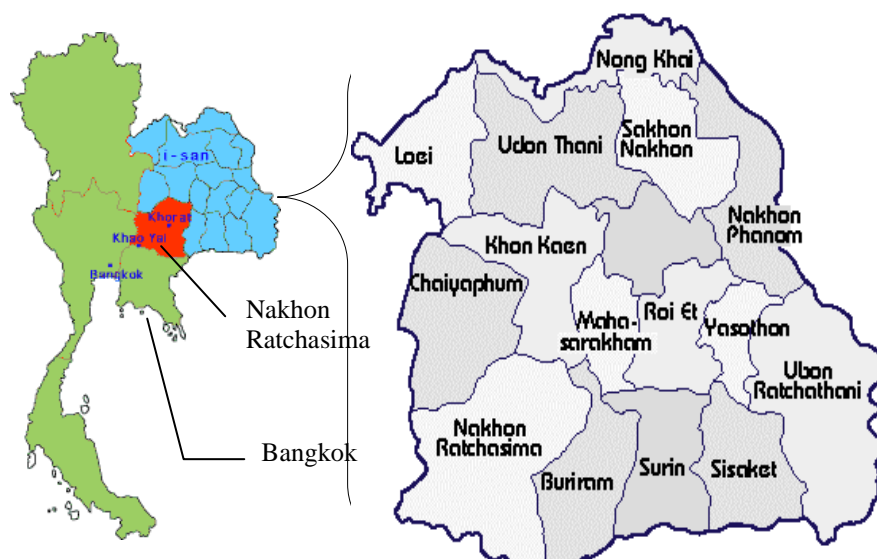 i-san
Khorat
Khao Yai
Bangkok
Nakhon
Ratchasima
Bangkok
Nong Khai
Loei
Udon Thani
Sakhon
Nakhon
Nakhon
Phanom
Khon Kaen
Chaiyaphum
Maha-
sarakham
Roi Et
Yasothon
Ubon
Ratchathani
Nakhon
Ratchasima
Buriram
Surin
Sisaket